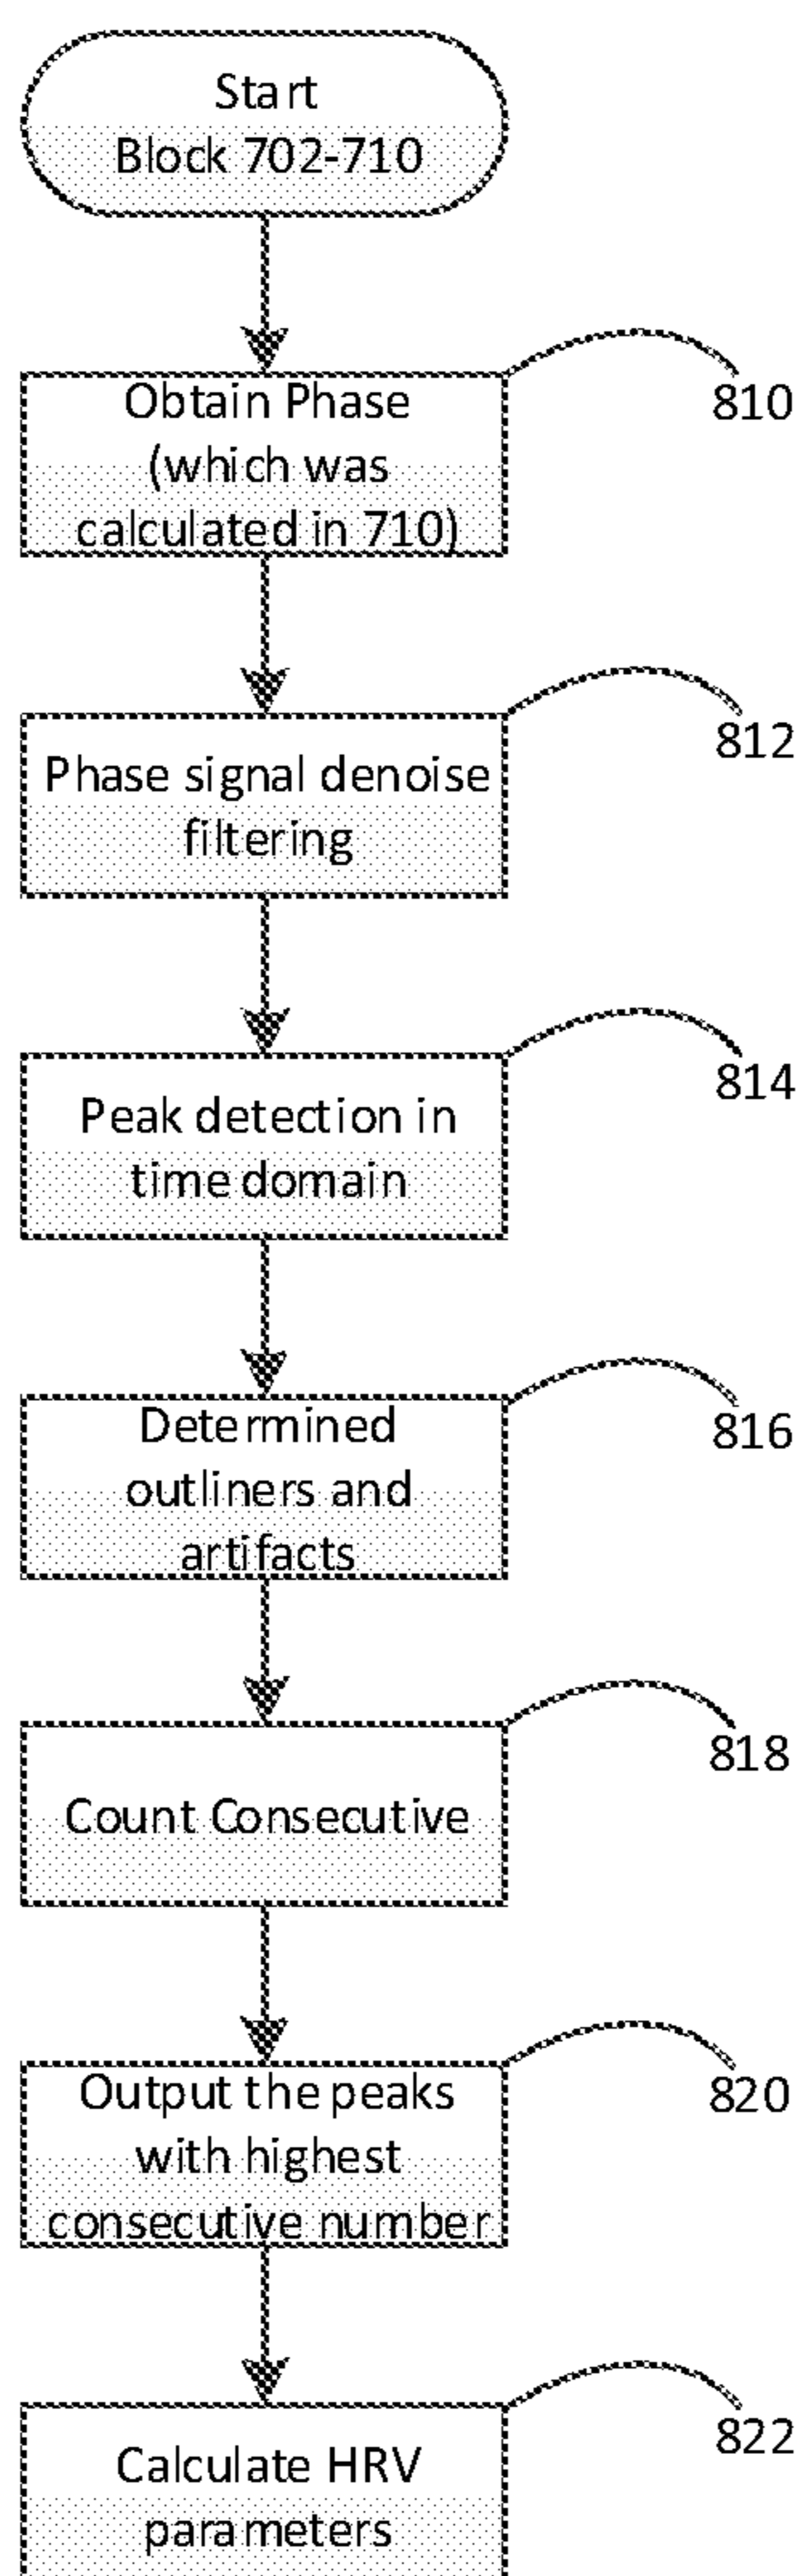 Start
Block 702-710
Obtain Phase
(which was
calculated in 710)
810
Phase signal denoise
filtering
812
Peak detection in
time domain
814
Determined
outliners and
artifacts
816
Count Consecutive
818
Output the peaks
with highest
consecutive number
820
Calculate HRV
parameters
822